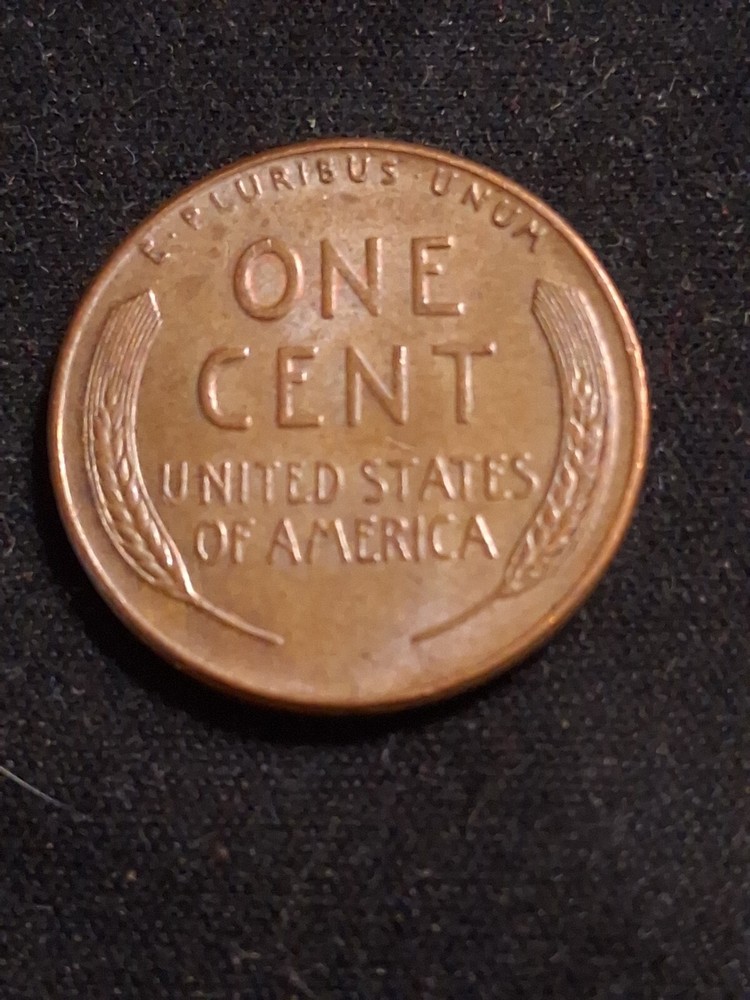 E·PLURIBUS·UNUM
ONE
CENT
UNITED STATES
OF AMERICA